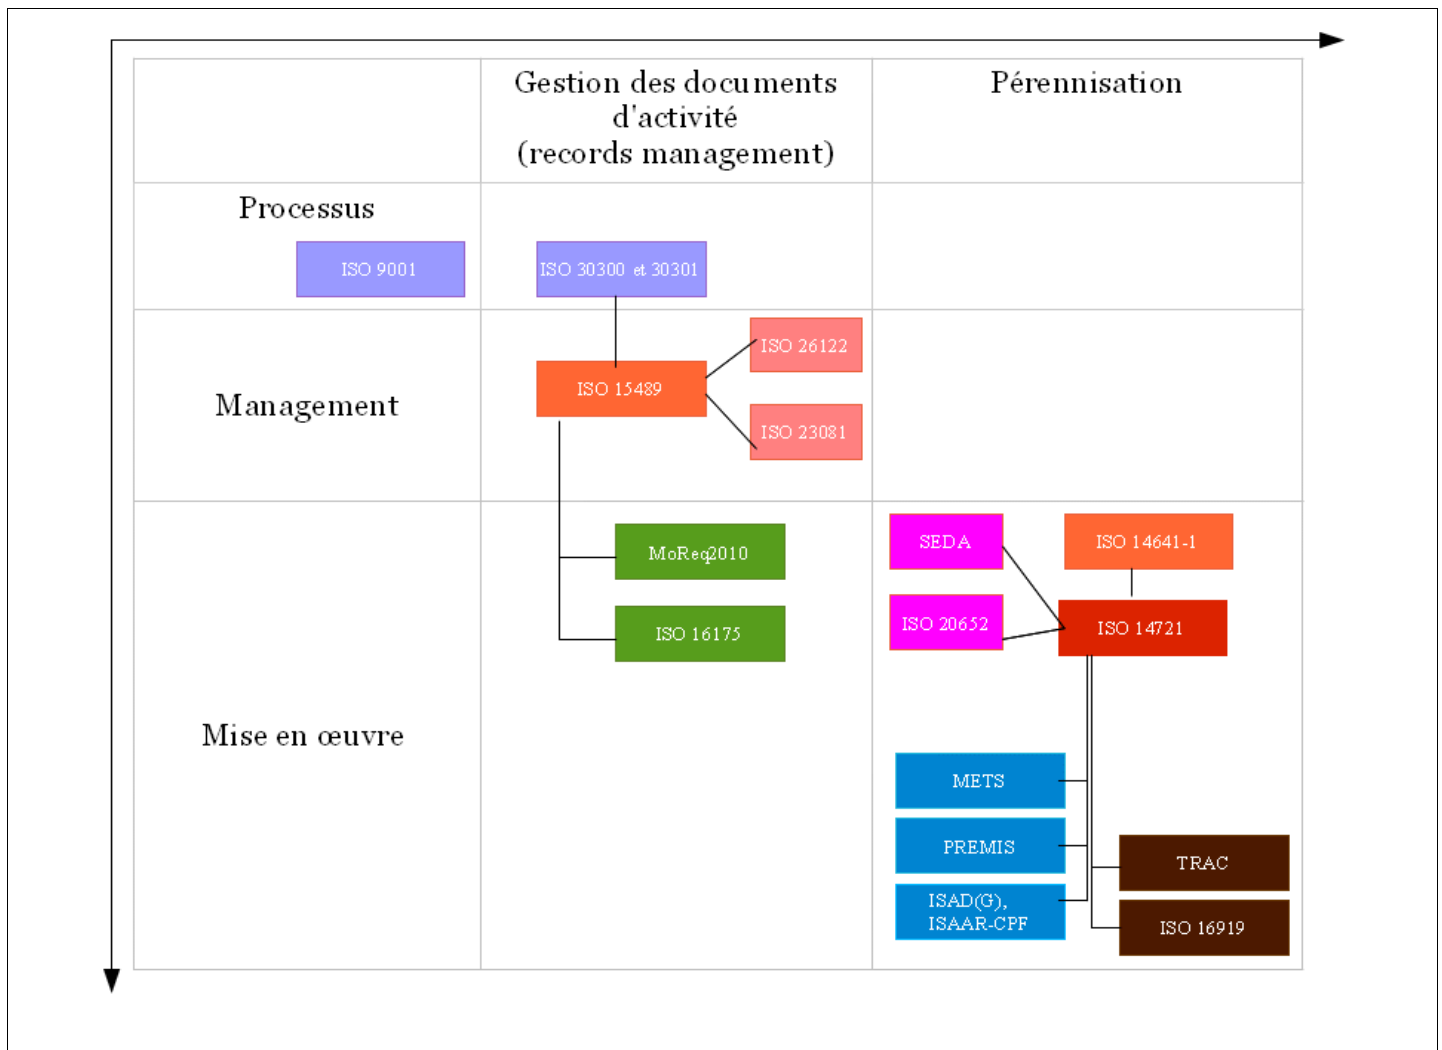 Gestion des documents
d'activité
(records management)
Pérennisation
Processus
ISO 9001
ISO 30300 et 30301
Management
ISO 15489
ISO 26122
ISO 23081
Mise en œuvre
MoReq2010
ISO 16175
SEDA
ISO 14641-1
ISO 20652
ISO 14721
METS
PREMIS
ISAD(G),
ISAAR-CPF
TRAC
ISO 16919